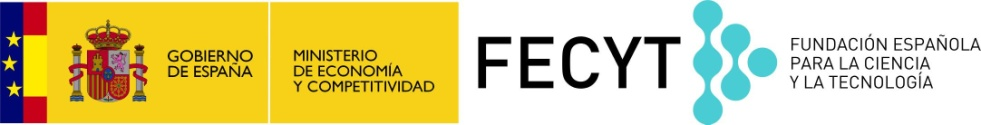 GOBIERNO
DE ESPAÑA
MINISTERIO
DE ECONOMÍA
Y COMPETITIVIDAD
FECYT
FUNDACIÓN ESPAÑOLA
PARA LA CIENCIA
Y LA TECNOLOGÍA